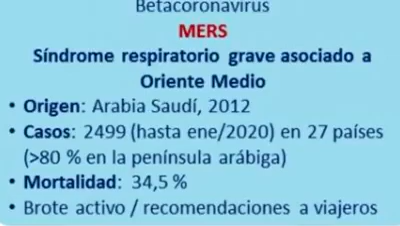 Betacoronavirus
MERS
Síndrome respiratorio grave asociado a
Oriente Medio
• Origen: Arabia Saudí, 2012
• Casos: 2499 (hasta ene/2020) en 27 países
(>80 % en la península arábiga)
• Mortalidad: 34,5 %
• Brote activo / recomendaciones a viajeros